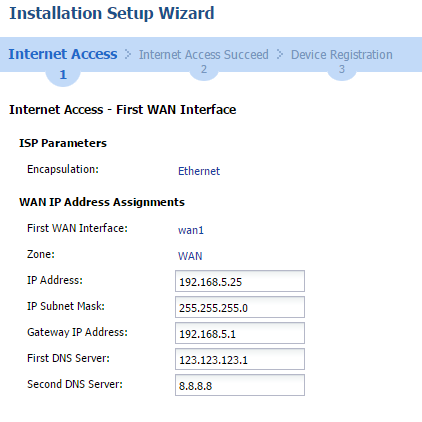 Installation Setup Wizard
Internet Access > Internet Access Succeed > Device Registration
1 2 3
Internet Access - First WAN Interface
ISP Parameters
Encapsulation: Ethernet
WAN IP Address Assignments
First WAN Interface: wan1
Zone: WAN
IP Address: 192.168.5.25
IP Subnet Mask: 255.255.255.0
Gateway IP Address: 192.168.5.1
First DNS Server: 123.123.123.1
Second DNS Server: 8.8.8.8